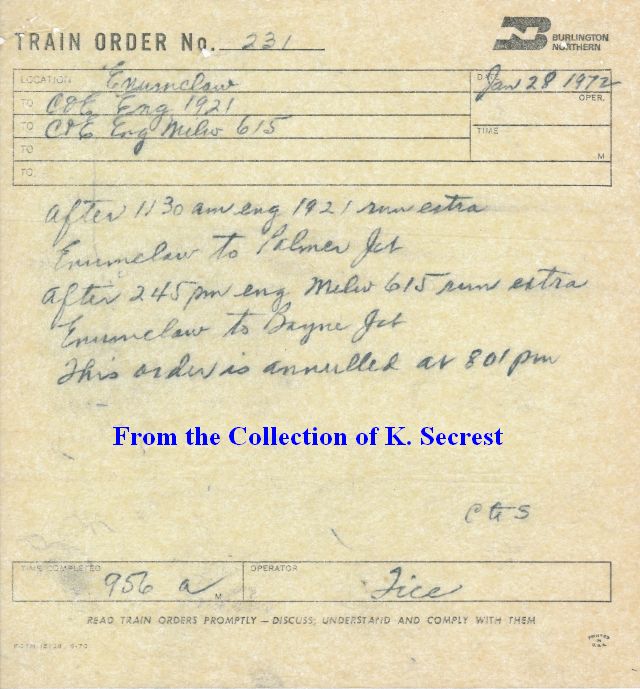 TRAIN ORDER No. 231
BURLINGTON
NORTHERN
LOCATION Enumclaw
DATE Jan 28 1972
TO C&E Eng 1921
OPER.
TO C&E Eng Milw 615
TIME
TO
M
TO
After 1130 am eng 1921 run extra
Enumclaw to Palmer Jct
After 245 pm eng Milw 615 run extra
Enumclaw to Bayne Jct
This order is annulled at 801 pm
From the Collection of K. Secrest
TIME COMPLETED 956 a M
OPERATOR Tice
READ TRAIN ORDERS PROMPTLY — DISCUSS, UNDERSTAND AND COMPLY WITH THEM
PRINTED
IN
U.S.A.